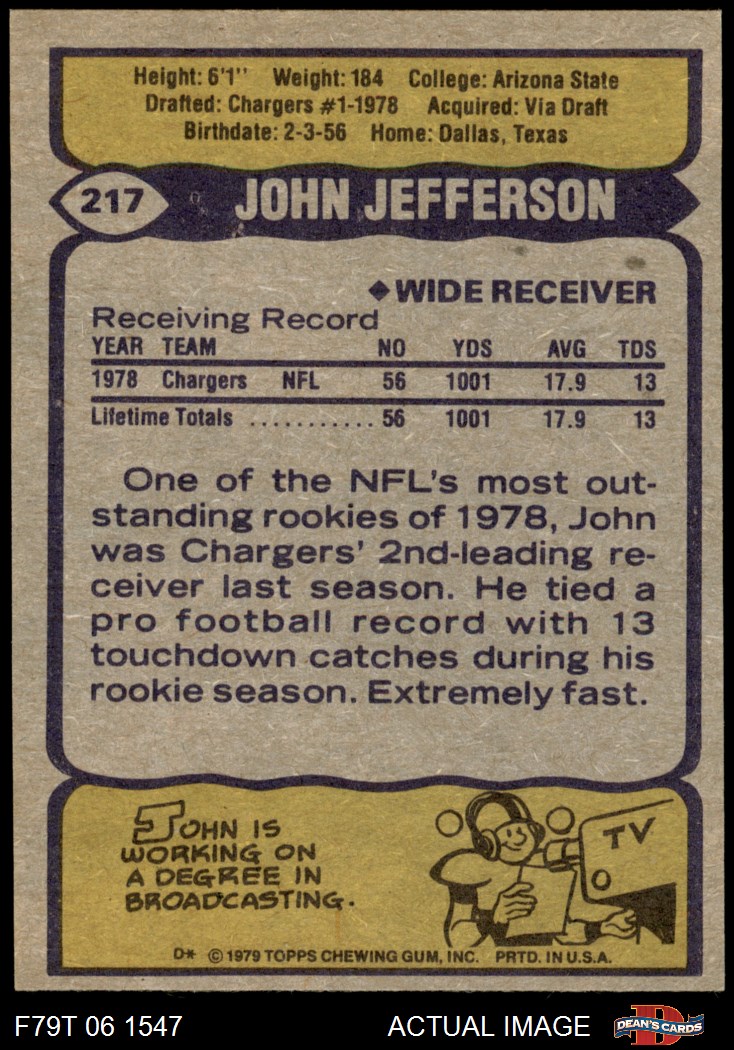 Height: 6'1" Weight: 184 College: Arizona State
Drafted: Chargers #1-1978 Acquired: Via Draft
Birthdate: 2-3-56 Home: Dallas, Texas
217 JOHN JEFFERSON
◆WIDE RECEIVER
Receiving Record
YEAR TEAM NO YDS AVG TDS
1978 Chargers NFL 56 1001 17.9 13
Lifetime Totals ........... 56 1001 17.9 13
One of the NFL's most out-
standing rookies of 1978, John
was Chargers' 2nd-leading re-
ceiver last season. He tied a
pro football record with 13
touchdown catches during his
rookie season. Extremely fast.
JOHN IS
WORKING ON
A DEGREE IN
BROADCASTING.
TV
D* © 1979 TOPPS CHEWING GUM, INC. PRTD. IN U.S.A.
F79T 06 1547 ACTUAL IMAGE D DEAN'S CARDS